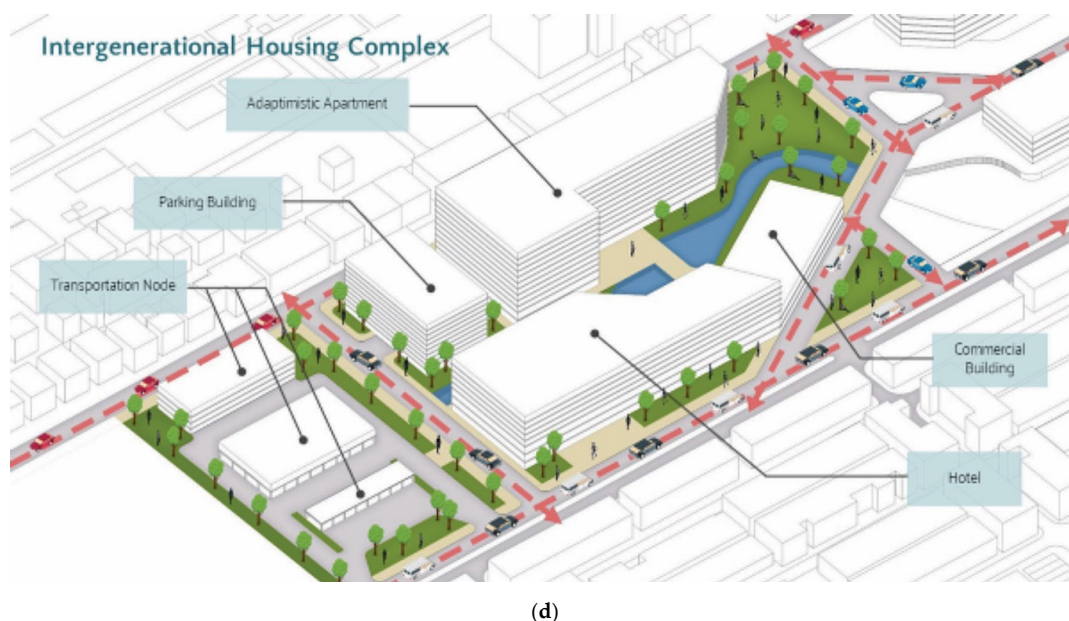 Intergenerational Housing Complex
Adaptimistic Apartment
Parking Building
Transportation Node
Commercial
Building
Hotel
(d)